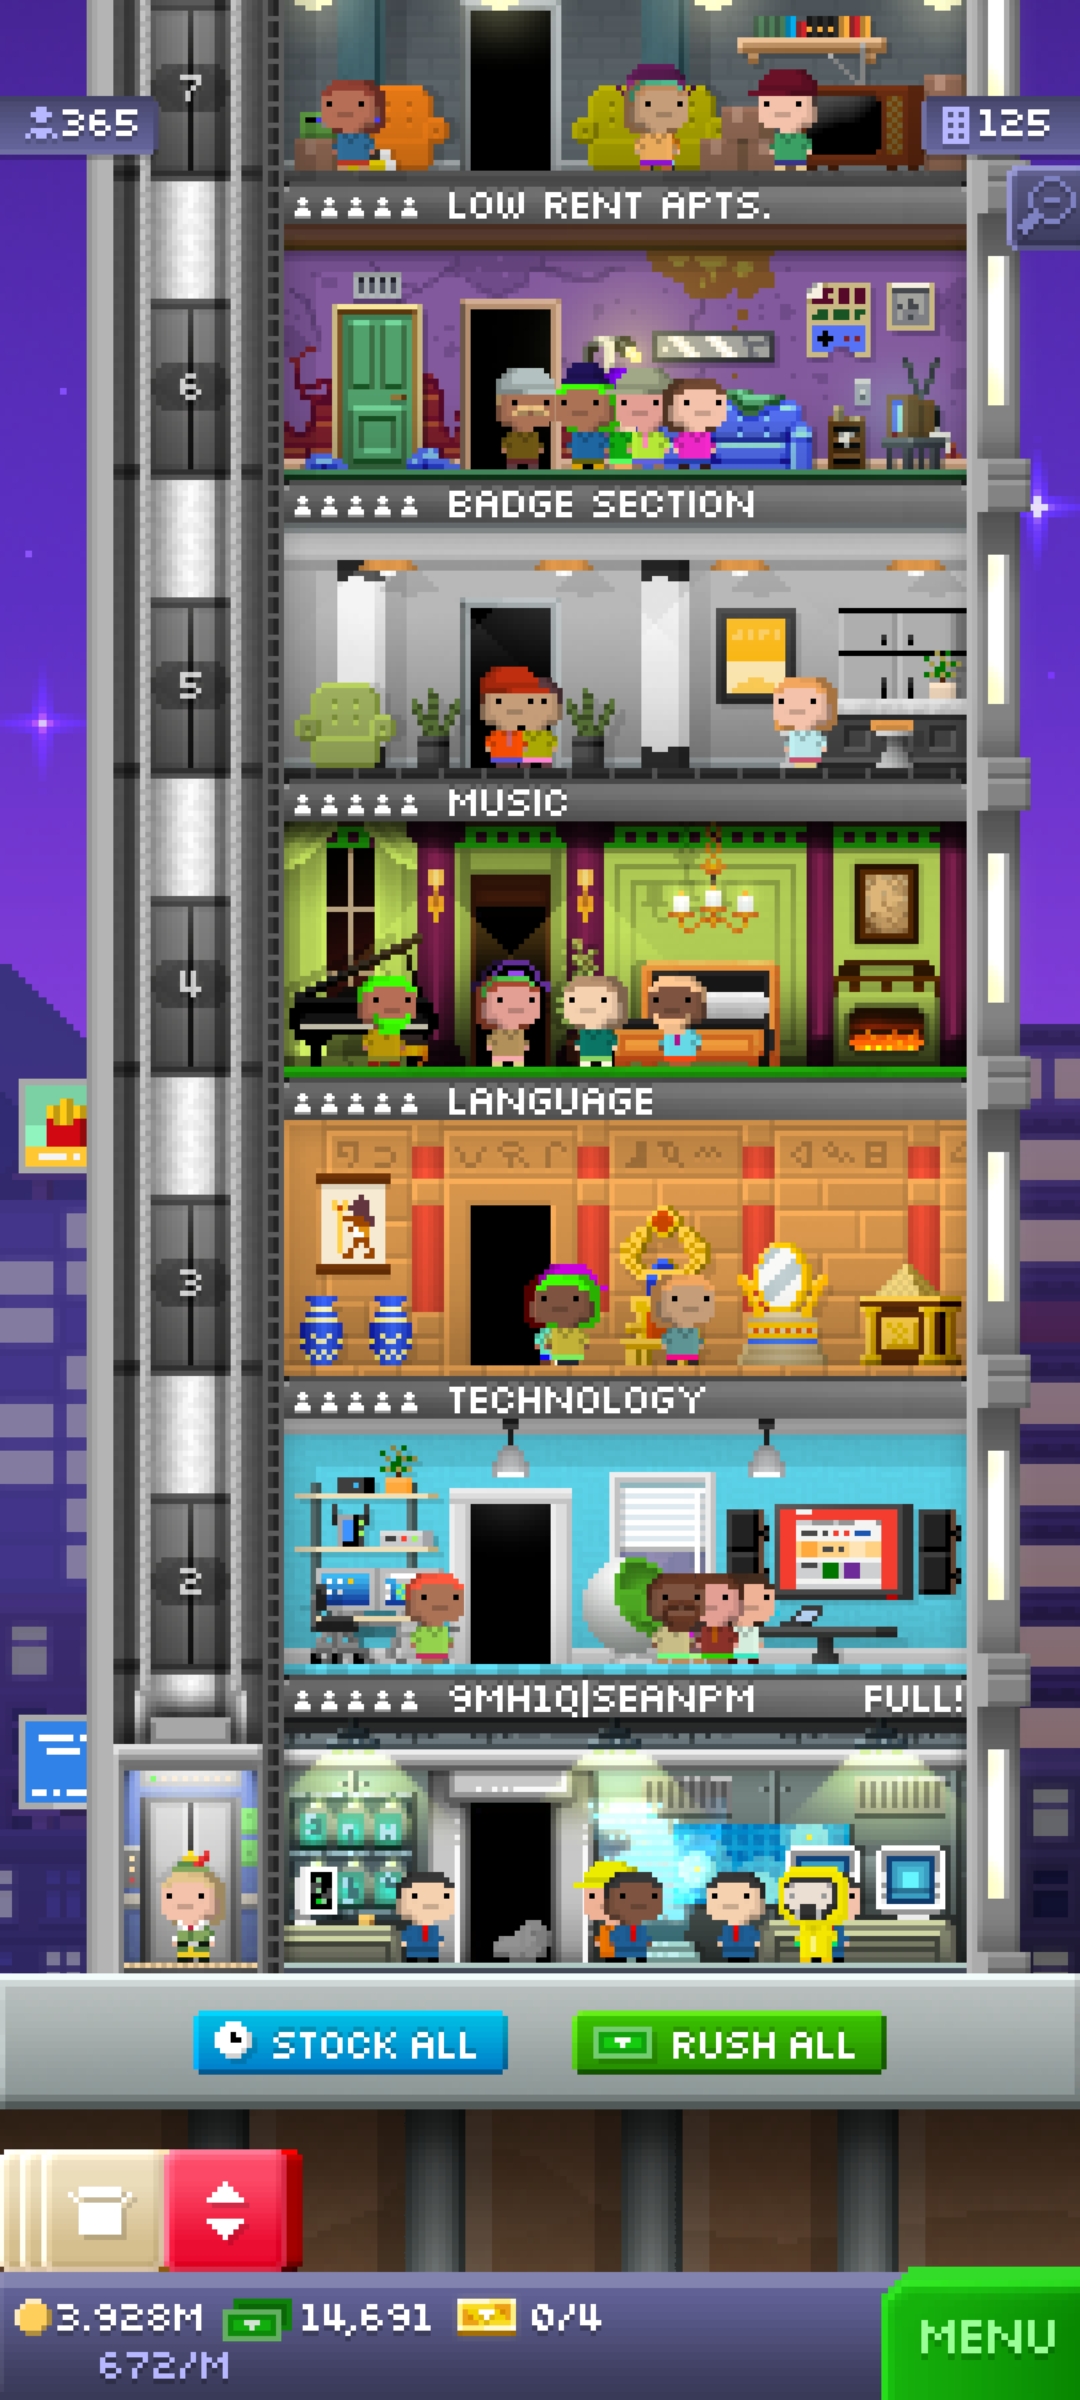 7
365
125
LOW RENT APTS.
6
BADGE SECTION
5
MUSIC
4
LANGUAGE
3
TECHNOLOGY
2
9MH1Q|SEANPM FULL!
STOCK ALL
RUSH ALL
3.928M 14,691 0/4
672/M
MENU